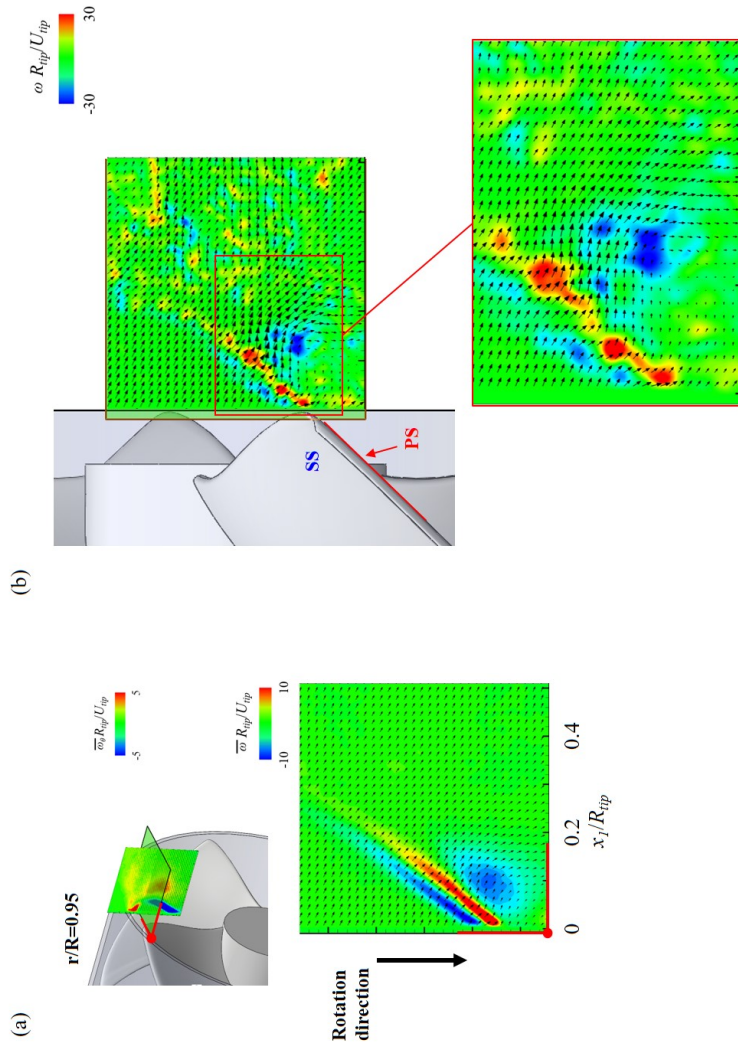 (a)
r/R=0.95
ω̅θ Rtip/Utip
-5 5
ω̅ Rtip/Utip
-10 10
Rotation
direction
0 0.2 0.4
x1/Rtip
(b)
ω Rtip/Utip
-30 30
SS
PS